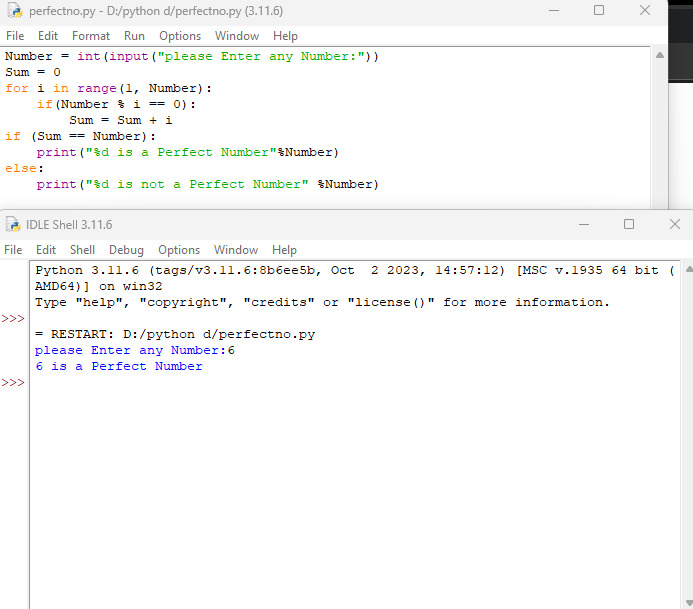 perfectno.py - D:/python d/perfectno.py (3.11.6)
File Edit Format Run Options Window Help
Number = int(input("please Enter any Number:"))
Sum = 0
for i in range(1, Number):
    if(Number % i == 0):
        Sum = Sum + i
if (Sum == Number):
    print("%d is a Perfect Number"%Number)
else:
    print("%d is not a Perfect Number" %Number)
IDLE Shell 3.11.6
File Edit Shell Debug Options Window Help
Python 3.11.6 (tags/v3.11.6:8b6ee5b, Oct  2 2023, 14:57:12) [MSC v.1935 64 bit (
AMD64)] on win32
Type "help", "copyright", "credits" or "license()" for more information.
>>>
= RESTART: D:/python d/perfectno.py
please Enter any Number:6
6 is a Perfect Number
>>>